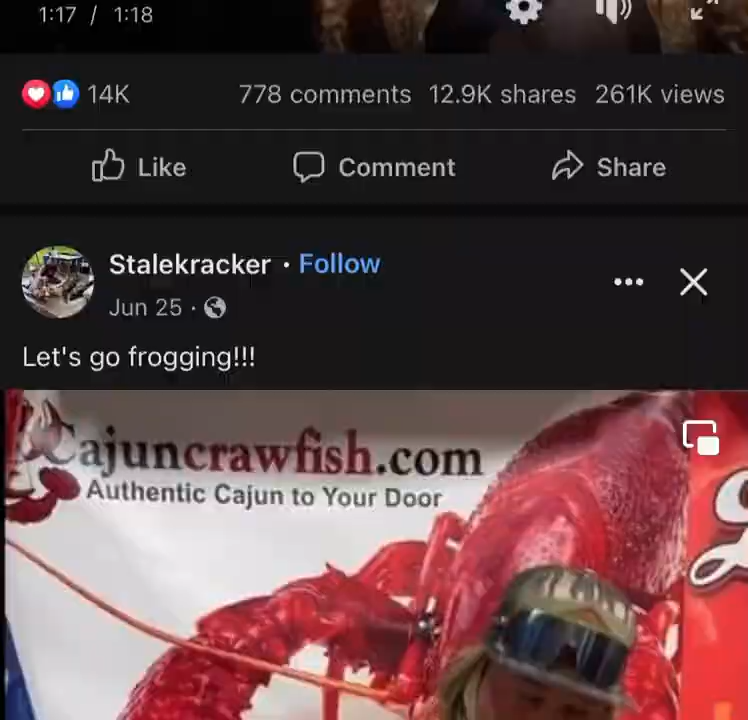 1:17 / 1:18
14K 778 comments 12.9K shares 261K views
Like Comment Share
Stalekracker · Follow
Jun 25 ·
Let's go frogging!!!
Cajuncrawfish.com
Authentic Cajun to Your Door